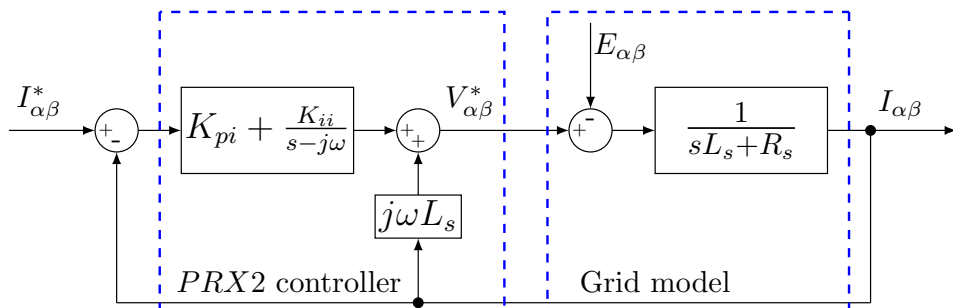 I*αβ
+
-
Kpi + Kii/(s−jω)
+
+
V*αβ
jωLs
PRX2 controller
Eαβ
+
-
1/(sLs+Rs)
Iαβ
Grid model